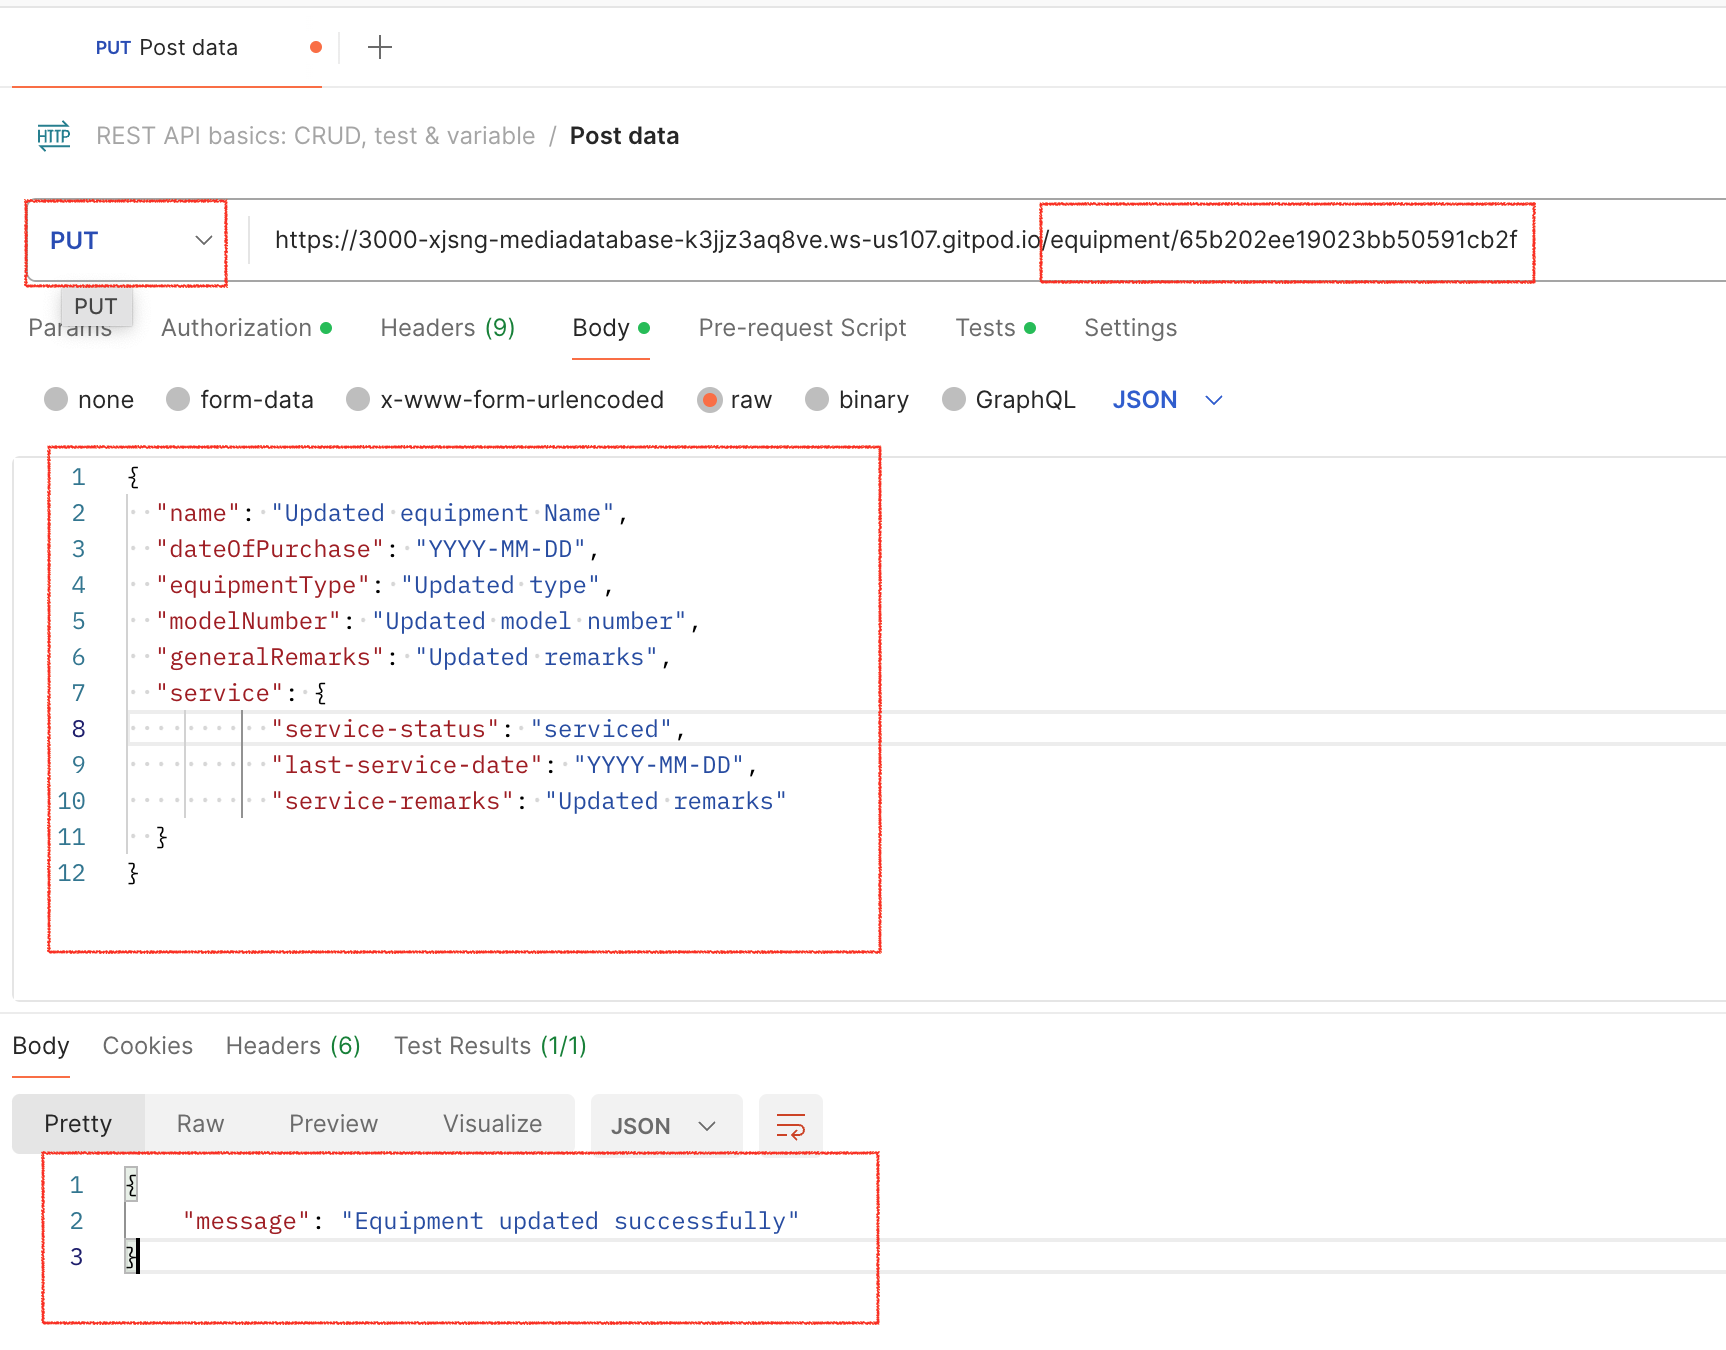 PUT Post data
HTTP REST API basics: CRUD, test & variable / Post data
PUT https://3000-xjsng-mediadatabase-k3jjz3aq8ve.ws-us107.gitpod.io/equipment/65b202ee19023bb50591cb2f
PUT
Params Authorization Headers (9) Body Pre-request Script Tests Settings
none form-data x-www-form-urlencoded raw binary GraphQL JSON
1 {
2 "name": "Updated equipment Name",
3 "dateOfPurchase": "YYYY-MM-DD",
4 "equipmentType": "Updated type",
5 "modelNumber": "Updated model number",
6 "generalRemarks": "Updated remarks",
7 "service": {
8 "service-status": "serviced",
9 "last-service-date": "YYYY-MM-DD",
10 "service-remarks": "Updated remarks"
11 }
12 }
Body Cookies Headers (6) Test Results (1/1)
Pretty Raw Preview Visualize JSON
1 {
2 "message": "Equipment updated successfully"
3 }